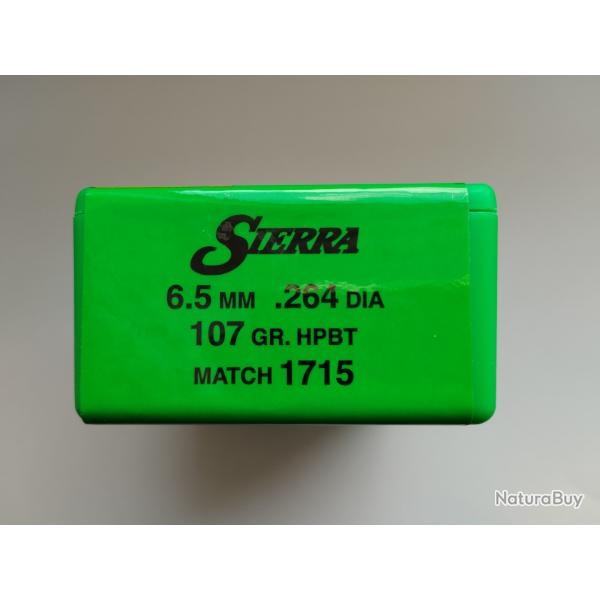 SIERRA
6.5 MM .264 DIA
107 GR. HPBT
MATCH 1715
NaturaBuy